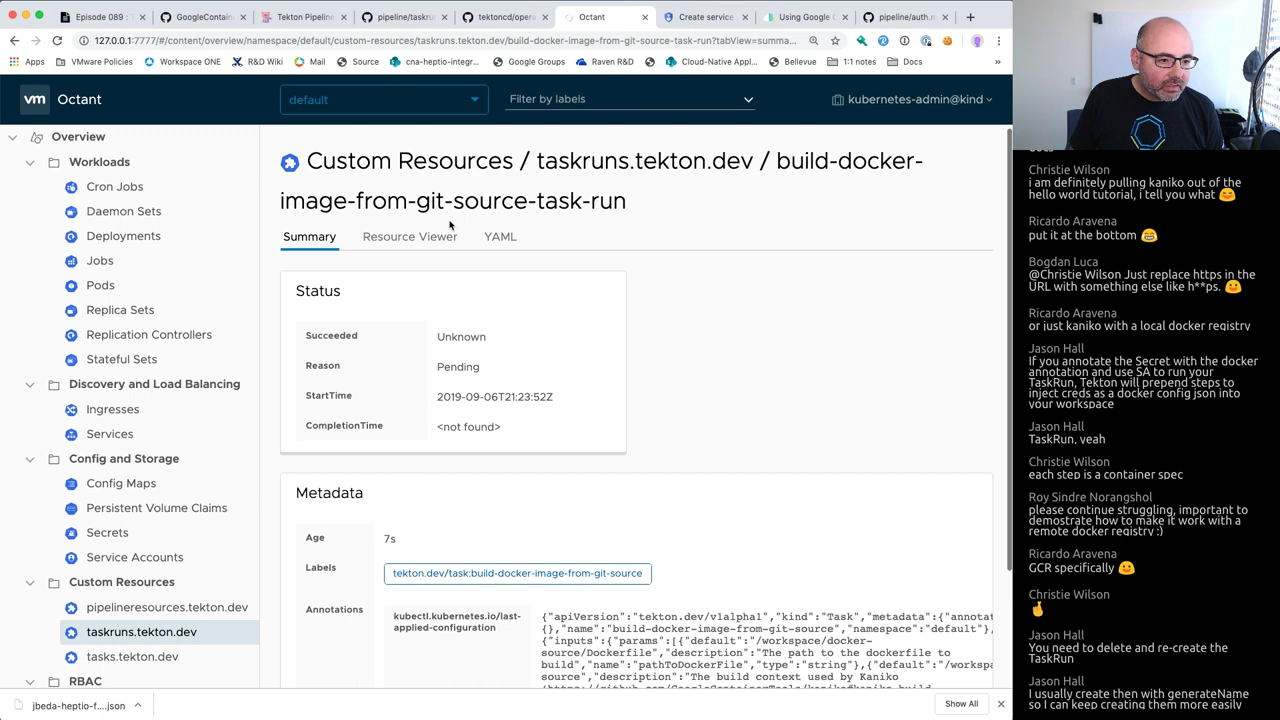 Episode 089 : T
GoogleContain
Tekton Pipelin
pipeline/taskru
tektoncd/opera
Octant
Create service
Using Google C
pipeline/auth.m
127.0.0.1:7777/#/content/overview/namespace/default/custom-resources/taskruns.tekton.dev/build-docker-image-from-git-source-task-run?tabView=summa...
Apps
VMware Policies
Workspace ONE
R&D Wiki
Mail
Source
cna-heptio-integr...
Google Groups
Raven R&D
Cloud-Native Appl...
Bellevue
1:1 notes
Docs
»
vm
Octant
default
Filter by labels
kubernetes-admin@kind
Overview
Workloads
Cron Jobs
Daemon Sets
Deployments
Jobs
Pods
Replica Sets
Replication Controllers
Stateful Sets
Discovery and Load Balancing
Ingresses
Services
Config and Storage
Config Maps
Persistent Volume Claims
Secrets
Service Accounts
Custom Resources
pipelineresources.tekton.dev
taskruns.tekton.dev
tasks.tekton.dev
RBAC
Custom Resources / taskruns.tekton.dev / build-docker-
image-from-git-source-task-run
Summary
Resource Viewer
YAML
Status
Succeeded Unknown
Reason Pending
StartTime 2019-09-06T21:23:52Z
CompletionTime <not found>
Metadata
Age 7s
Labels tekton.dev/task:build-docker-image-from-git-source
Annotations
kubectl.kubernetes.io/last-
applied-configuration
{"apiVersion":"tekton.dev/v1alpha1","kind":"Task","metadata":{"annotat
{},"name":"build-docker-image-from-git-source","namespace":"default"},
{"inputs":{"params":[{"default":"/workspace/docker-
source/Dockerfile","description":"The path to the dockerfile to
build","name":"pathToDockerFile","type":"string"},{"default":"/workspa
source","description":"The build context used by Kaniko
jbeda-heptio-f....json
Show All
Christie Wilson
i am definitely pulling kaniko out of the
hello world tutorial, i tell you what 😄
Ricardo Aravena
put it at the bottom 😁
Bogdan Luca
@Christie Wilson Just replace https in the
URL with something else like h**ps. 😃
Ricardo Aravena
or just kaniko with a local docker registry
Jason Hall
If you annotate the Secret with the docker
annotation and use SA to run your
TaskRun, Tekton will prepend steps to
inject creds as a docker config json into
your workspace
Jason Hall
TaskRun, yeah
Christie Wilson
each step is a container spec
Roy Sindre Norangshol
please continue struggling, important to
demostrate how to make it work with a
remote docker registry :)
Ricardo Aravena
GCR specifically 😃
Christie Wilson
Jason Hall
You need to delete and re-create the
TaskRun
Jason Hall
I usually create then with generateName
so I can keep creating them more easily